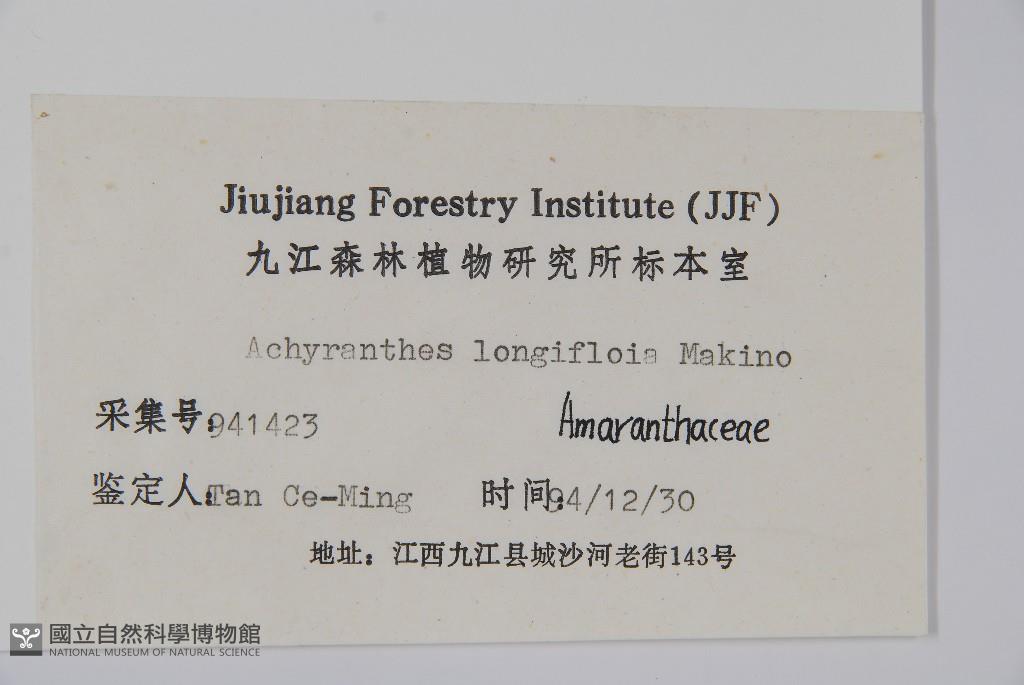 Jiujiang Forestry Institute (JJF)
九江森林植物研究所标本室
Achyranthes longifloia Makino
采集号:941423
Amaranthaceae
鉴定人:Tan Ce-Ming 时间:94/12/30
地址：江西九江县城沙河老街143号
國立自然科學博物館
NATIONAL MUSEUM OF NATURAL SCIENCE